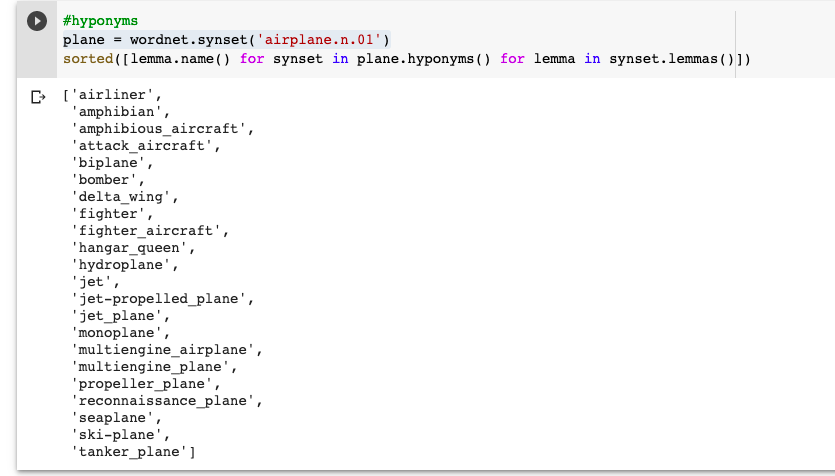 #hyponyms
plane = wordnet.synset('airplane.n.01')
sorted([lemma.name() for synset in plane.hyponyms() for lemma in synset.lemmas()])
['airliner',
'amphibian',
'amphibious_aircraft',
'attack_aircraft',
'biplane',
'bomber',
'delta_wing',
'fighter',
'fighter_aircraft',
'hangar_queen',
'hydroplane',
'jet',
'jet-propelled_plane',
'jet_plane',
'monoplane',
'multiengine_airplane',
'multiengine_plane',
'propeller_plane',
'reconnaissance_plane',
'seaplane',
'ski-plane',
'tanker_plane']